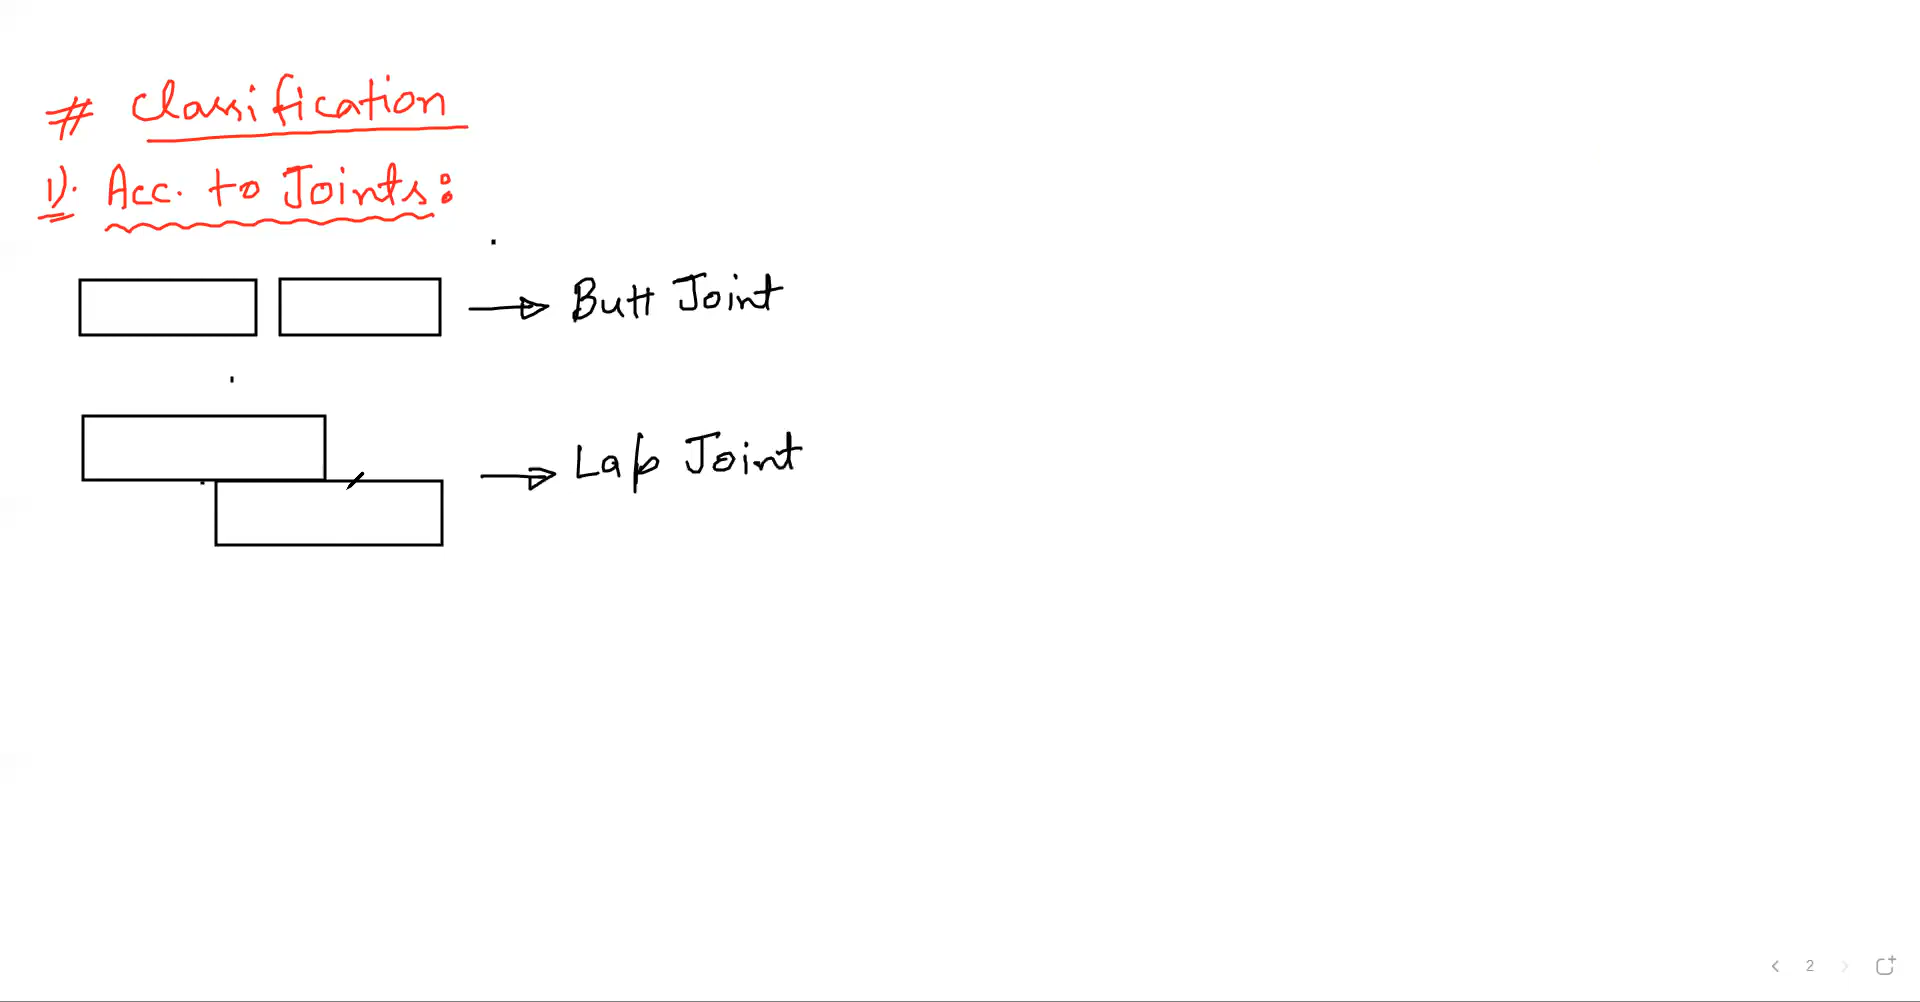 # Classification
1). Acc. to Joints:
Butt Joint
Lap Joint
2